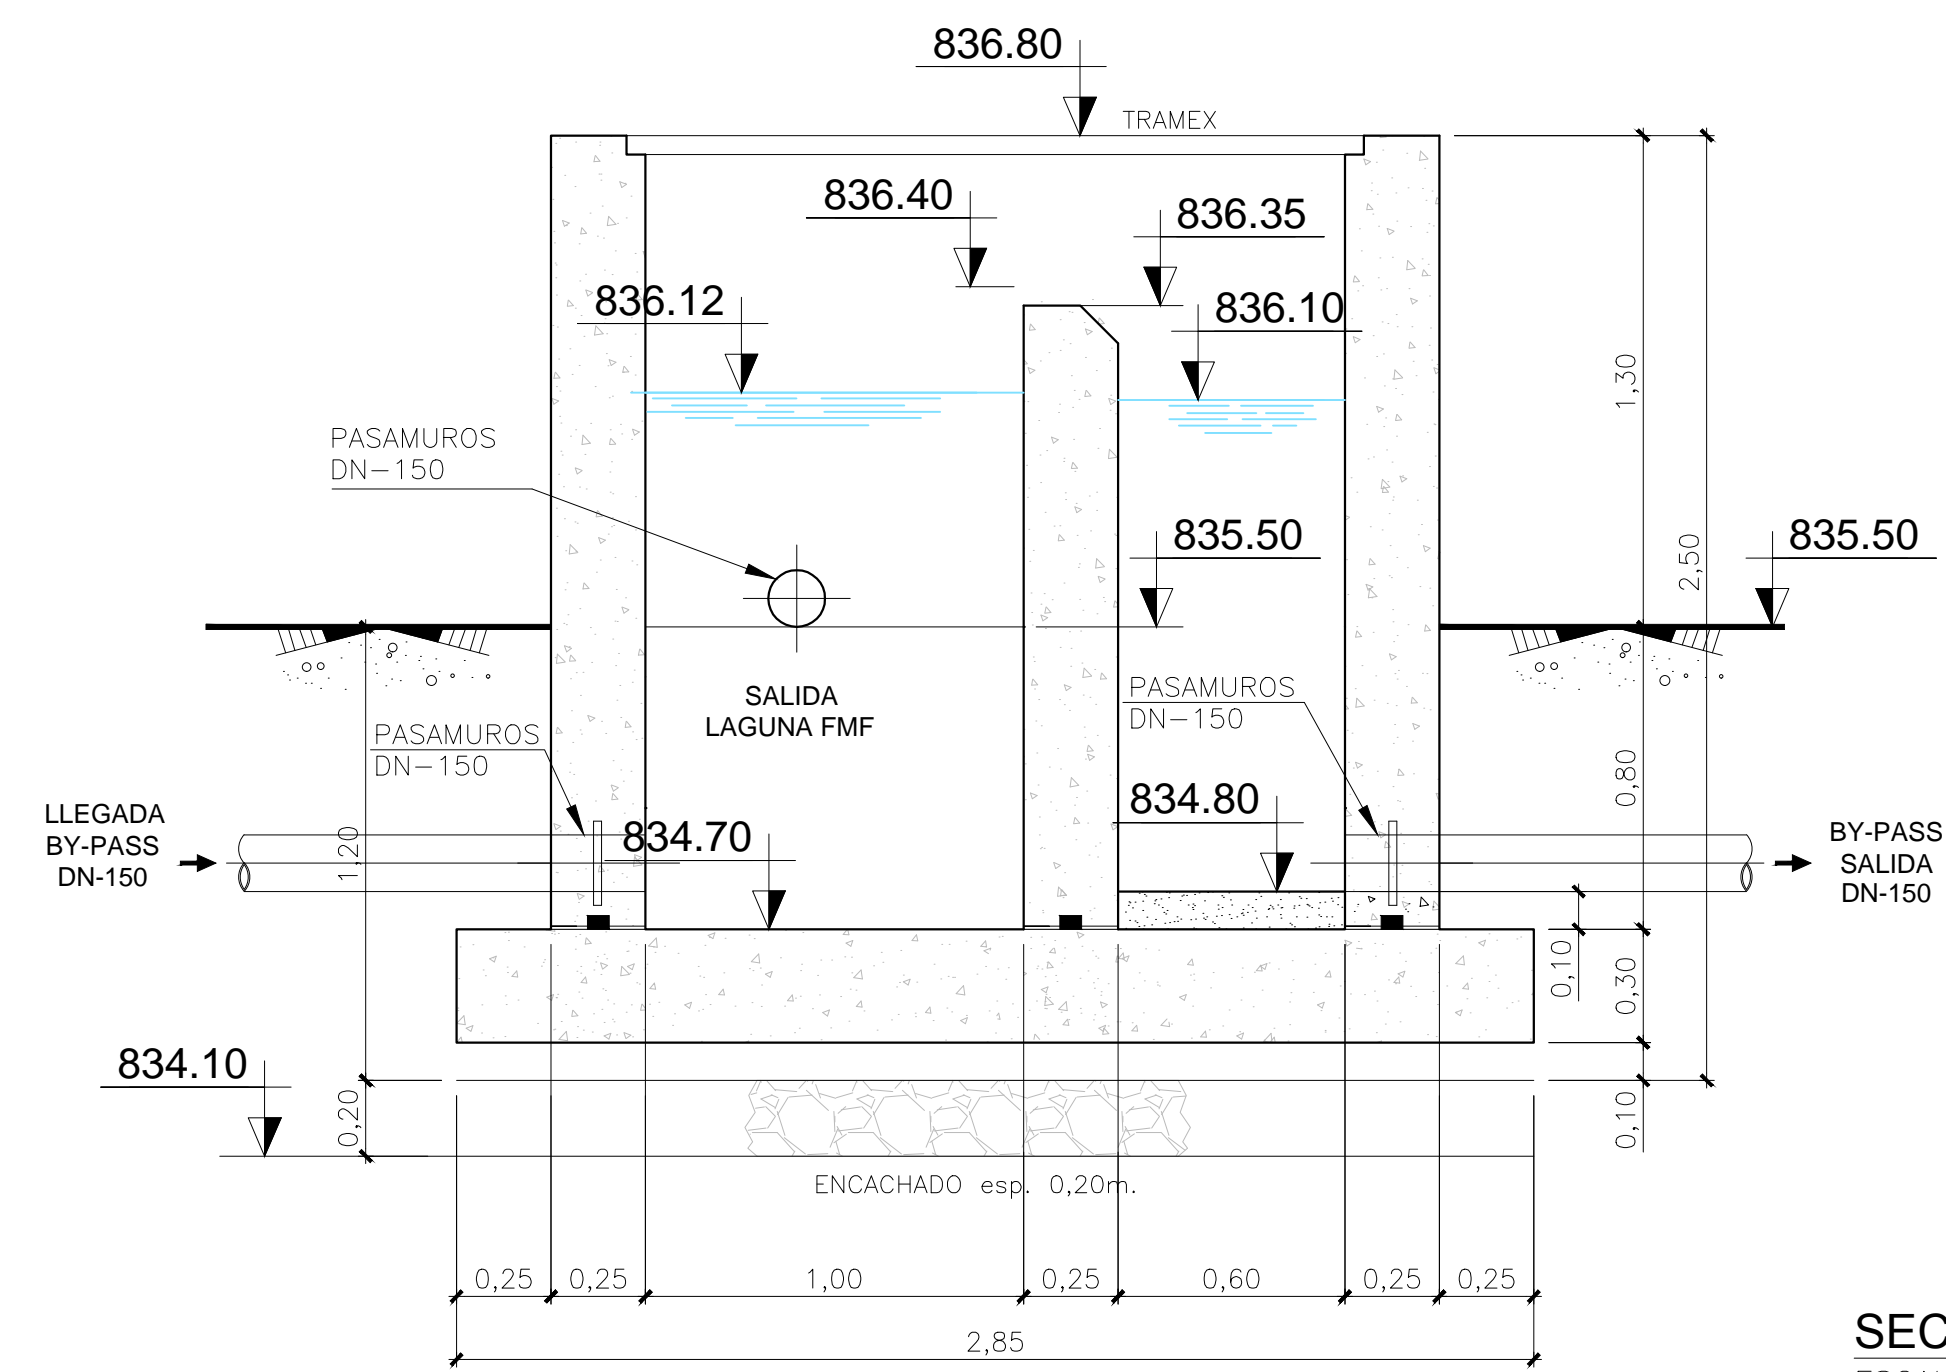 836.80
TRAMEX
836.40
836.35
836.12
836.10
1,30
PASAMUROS
DN-150
835.50
835.50
2,50
SALIDA
LAGUNA FMF
PASAMUROS
DN-150
PASAMUROS
DN-150
0,80
834.80
834.70
LLEGADA
BY-PASS
DN-150
1,20
BY-PASS
SALIDA
DN-150
0,10
0,30
834.10
0,20
0,10
ENCACHADO esp. 0,20m.
0,25
0,25
1,00
0,25
0,60
0,25
0,25
2,85
SEC